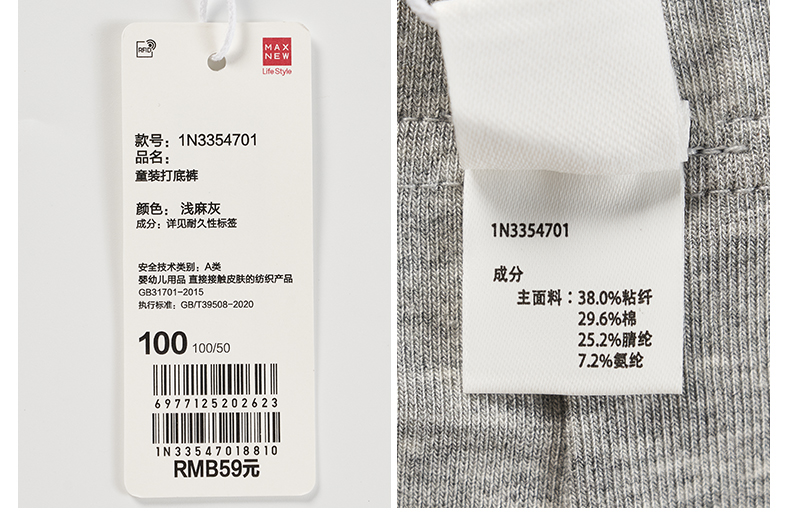 RFID
MAX
NEW
Life Style
款号：1N3354701
品名：
童装打底裤
颜色：浅麻灰
成分：详见耐久性标签
安全技术类别：A类
婴幼儿用品 直接接触皮肤的纺织产品
GB31701-2015
执行标准：GB/T39508-2020
100 100/50
6977125202623
1N33547018810
RMB59元
1N3354701
成分
主面料：38.0%粘纤
29.6%棉
25.2%腈纶
7.2%氨纶